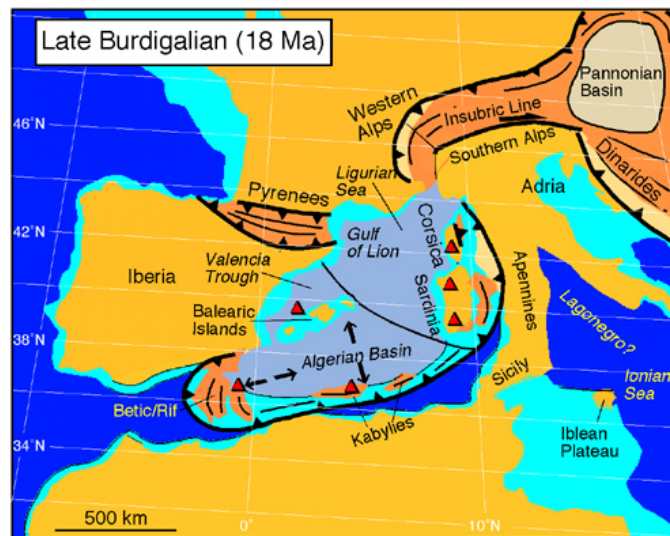 Late Burdigalian (18 Ma)
Pannonian
Basin
Western
Alps
Insubric Line
Southern Alps
Dinarides
46°N
Ligurian
Sea
Adria
Pyrenees
42°N
Gulf
of Lion
Corsica
Valencia
Trough
Iberia
Sardinia
Apennines
Lagonegro?
Balearic
Islands
38°N
Algerian Basin
Sicily
Ionian
Sea
Betic/Rif
Kabylies
Iblean
Plateau
34°N
500 km
0°
10°N